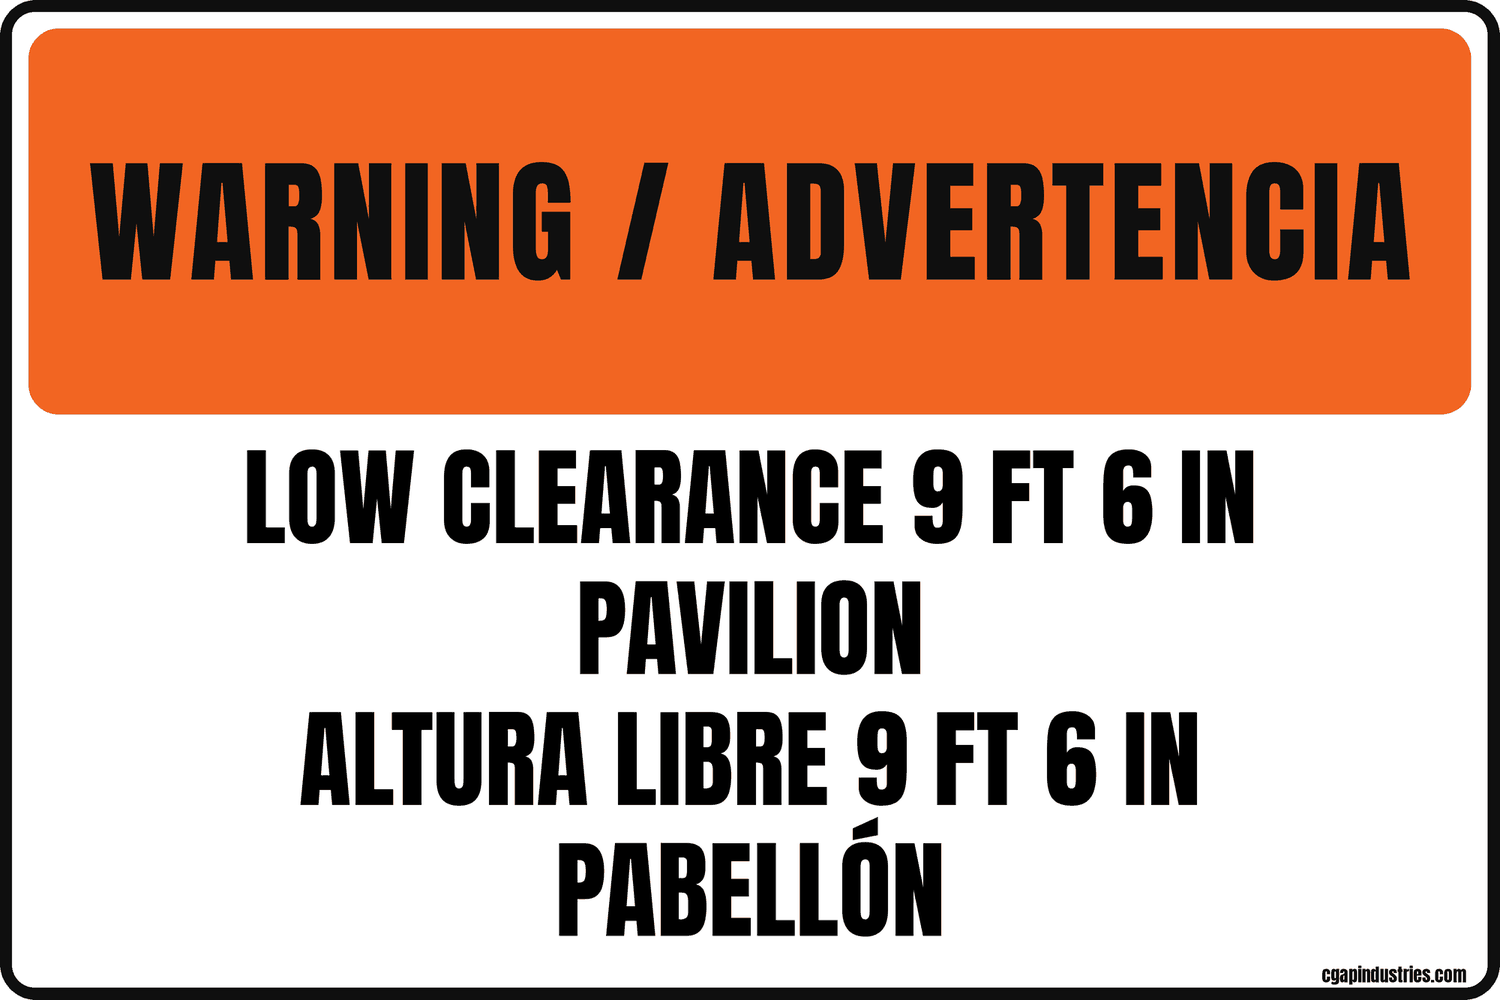 WARNING / ADVERTENCIA
LOW CLEARANCE 9 FT 6 IN
PAVILION
ALTURA LIBRE 9 FT 6 IN
PABELLÓN
cgapindustries.com